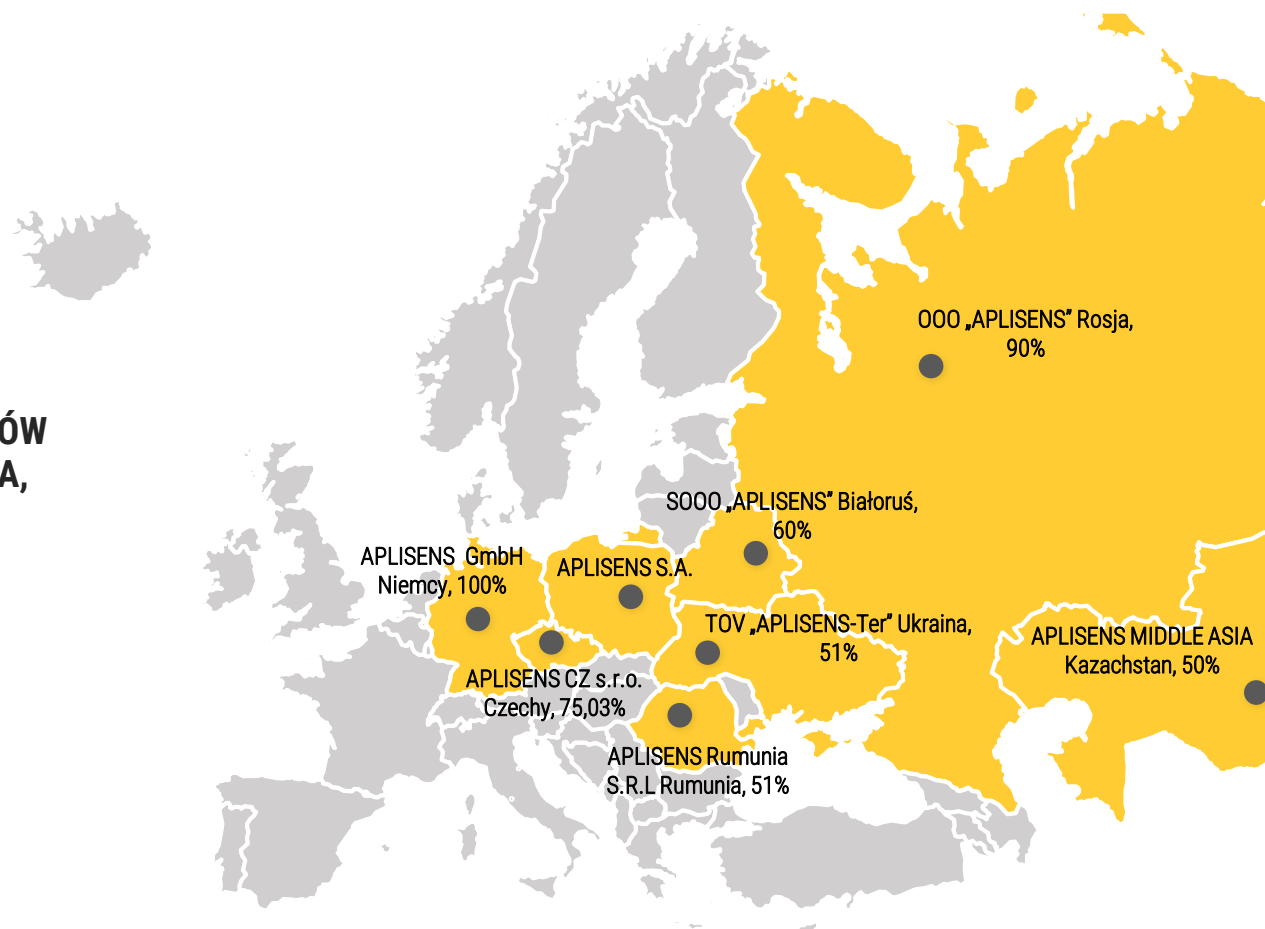 OOO „APLISENS” Rosja,
90%
ÓW
A,
SOOO „APLISENS” Białoruś,
60%
APLISENS GmbH
Niemcy, 100%
APLISENS S.A.
TOV „APLISENS-Ter” Ukraina,
51%
APLISENS MIDDLE ASIA
Kazachstan, 50%
APLISENS CZ s.r.o.
Czechy, 75,03%
APLISENS Rumunia
S.R.L Rumunia, 51%